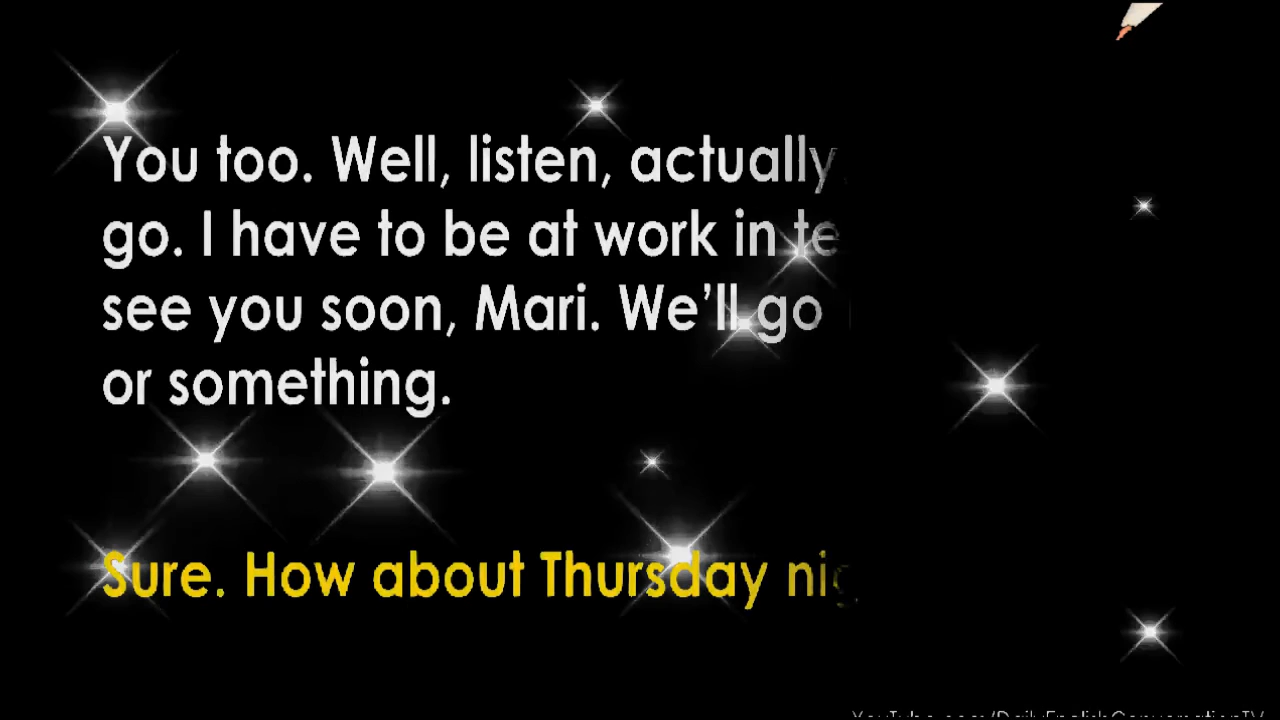 You too. Well, listen, actually
go. I have to be at work in te
see you soon, Mari. We’ll go
or something.
Sure. How about Thursday nig